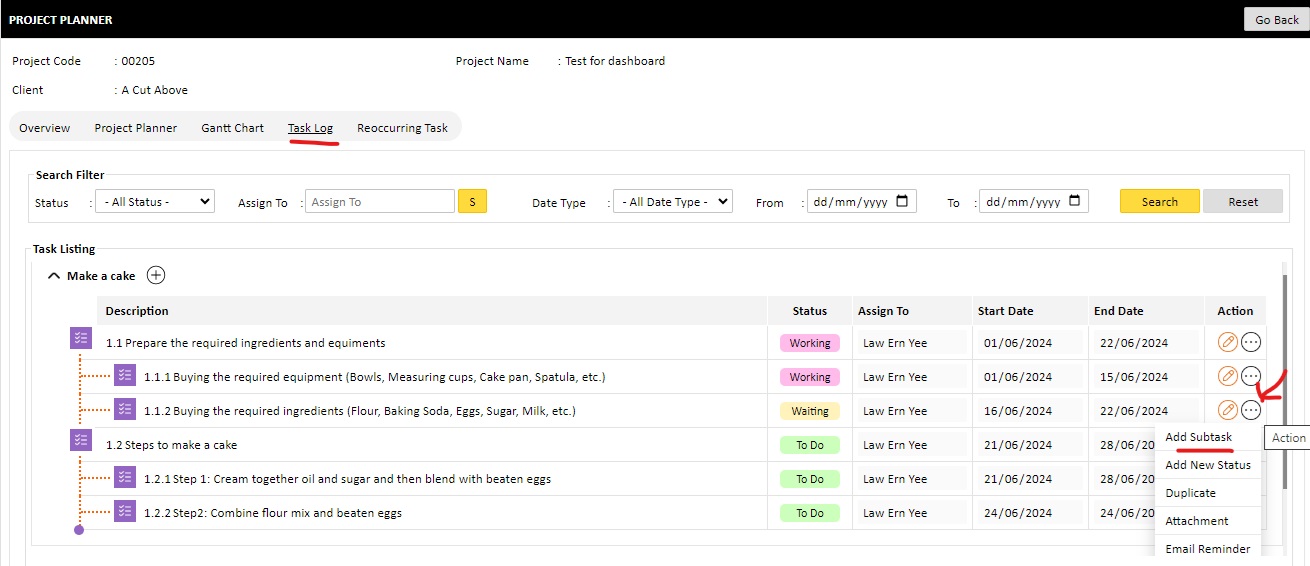 PROJECT PLANNER Go Back
Project Code : 00205 Project Name : Test for dashboard
Client : A Cut Above
Overview Project Planner Gantt Chart Task Log Reoccurring Task
Search Filter
Status : - All Status - Assign To : Assign To S Date Type : - All Date Type - From : dd/mm/yyyy To : dd/mm/yyyy Search Reset
Task Listing
Make a cake
Description Status Assign To Start Date End Date Action
1.1 Prepare the required ingredients and equiments Working Law Ern Yee 01/06/2024 22/06/2024
1.1.1 Buying the required equipment (Bowls, Measuring cups, Cake pan, Spatula, etc.) Working Law Ern Yee 01/06/2024 15/06/2024
1.1.2 Buying the required ingredients (Flour, Baking Soda, Eggs, Sugar, Milk, etc.) Waiting Law Ern Yee 16/06/2024 22/06/2024
1.2 Steps to make a cake To Do Law Ern Yee 21/06/2024 28/06/20
1.2.1 Step 1: Cream together oil and sugar and then blend with beaten eggs To Do Law Ern Yee 21/06/2024 28/06/20
1.2.2 Step2: Combine flour mix and beaten eggs To Do Law Ern Yee 24/06/2024 24/06/20
Add Subtask Action
Add New Status
Duplicate
Attachment
Email Reminder